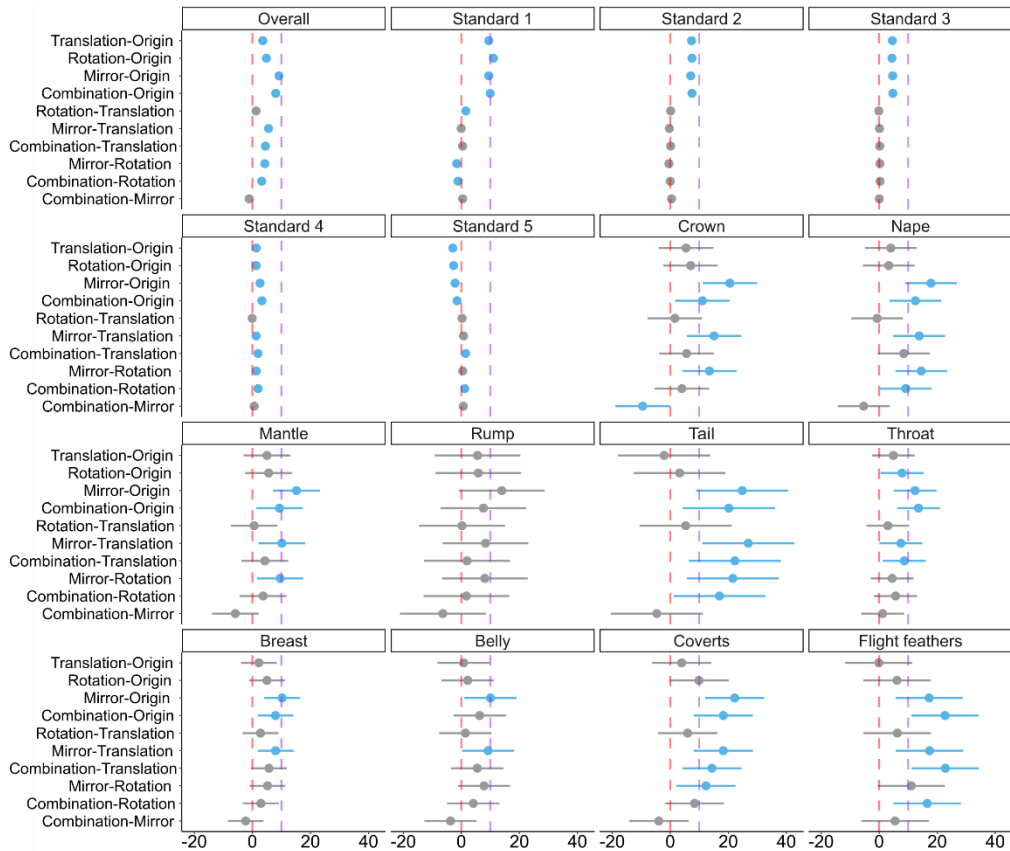 Overall Standard 1 Standard 2 Standard 3
Translation-Origin
Rotation-Origin
Mirror-Origin
Combination-Origin
Rotation-Translation
Mirror-Translation
Combination-Translation
Mirror-Rotation
Combination-Rotation
Combination-Mirror
Standard 4 Standard 5 Crown Nape
Translation-Origin
Rotation-Origin
Mirror-Origin
Combination-Origin
Rotation-Translation
Mirror-Translation
Combination-Translation
Mirror-Rotation
Combination-Rotation
Combination-Mirror
Mantle Rump Tail Throat
Translation-Origin
Rotation-Origin
Mirror-Origin
Combination-Origin
Rotation-Translation
Mirror-Translation
Combination-Translation
Mirror-Rotation
Combination-Rotation
Combination-Mirror
Breast Belly Coverts Flight feathers
Translation-Origin
Rotation-Origin
Mirror-Origin
Combination-Origin
Rotation-Translation
Mirror-Translation
Combination-Translation
Mirror-Rotation
Combination-Rotation
Combination-Mirror
-20 0 20 40 -20 0 20 40 -20 0 20 40 -20 0 20 40